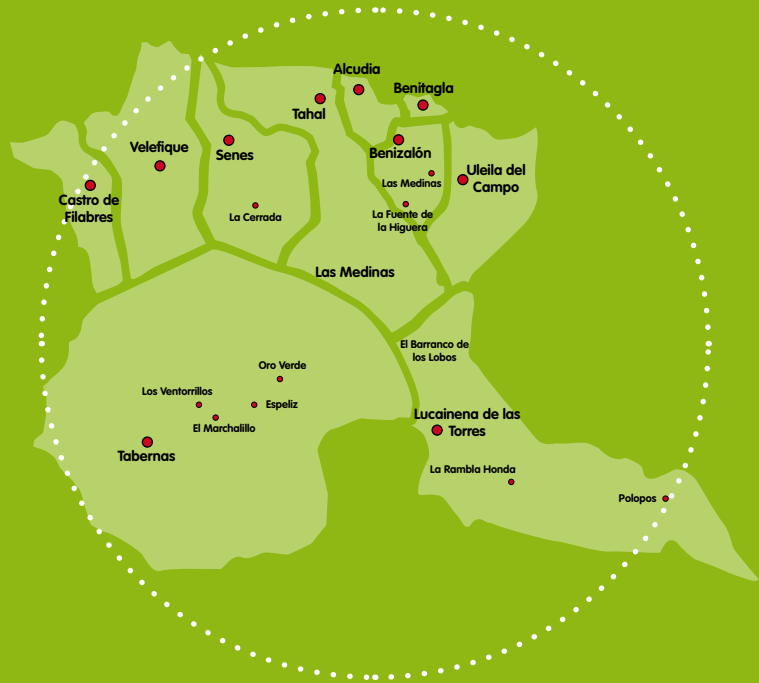 Alcudia
Benitagla
Tahal
Velefique
Senes
Benizalón
Las Medinas
Uleila del
Campo
Castro de
Filabres
La Cerrada
La Fuente de
la Higuera
Las Medinas
El Barranco de
los Lobos
Oro Verde
Los Ventorrillos
Espeliz
El Marchalillo
Tabernas
Lucainena de las
Torres
La Rambla Honda
Polopos